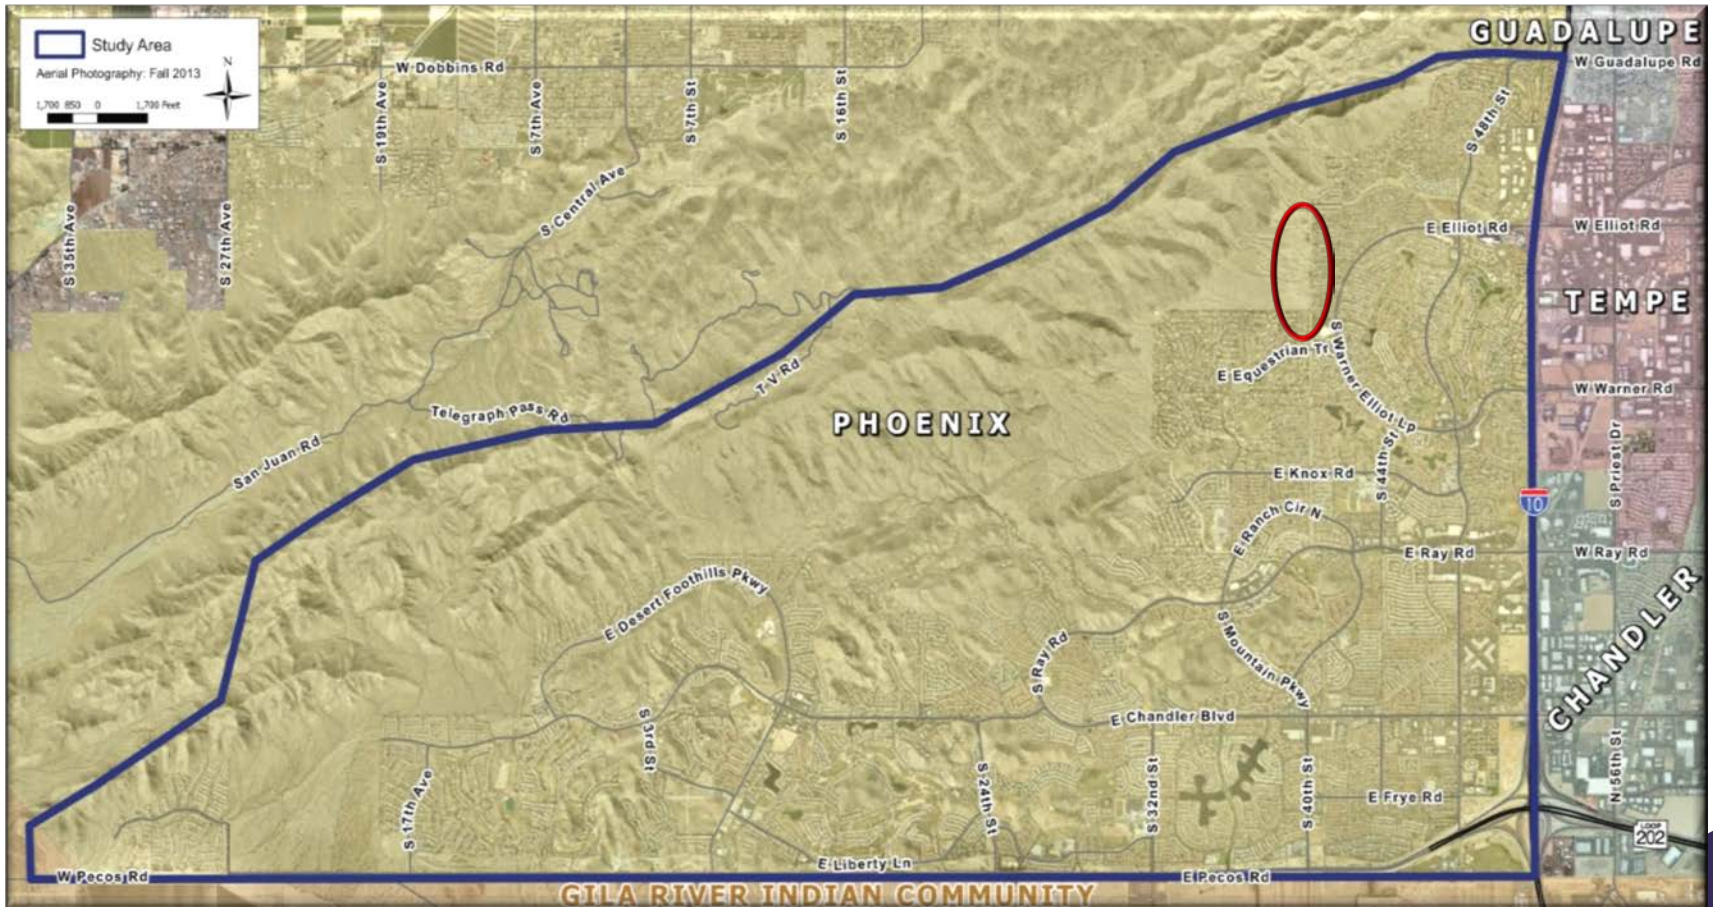 GUADALUPE
Study Area
W Guadalupe Rd
W Dobbins Rd
Aerial Photography: Fall 2013
N
1,700 850 0 1,700 Feet
S 19th Ave
S 7th Ave
S 7th St
S 16th St
S 48th St
S 35th Ave
S 27th Ave
S Central Ave
E Elliot Rd
W Elliot Rd
TEMPE
E Equestrian Tr
S Warner Elliot Lp
T V Rd
W Warner Rd
Telegraph Pass Rd
PHOENIX
San Juan Rd
S 44th St
S Priest Dr
E Knox Rd
10
E Ranch Cir N
E Ray Rd
W Ray Rd
E Desert Foothills Pkwy
CHANDLER
S Ray Rd
S Mountain Pkwy
E Chandler Blvd
S 3rd St
S 17th Ave
S 24th St
S 32nd St
S 40th St
N 56th St
E Frye Rd
LOOP
202
E Liberty Ln
W Pecos Rd
E Pecos Rd
GILA RIVER INDIAN COMMUNITY